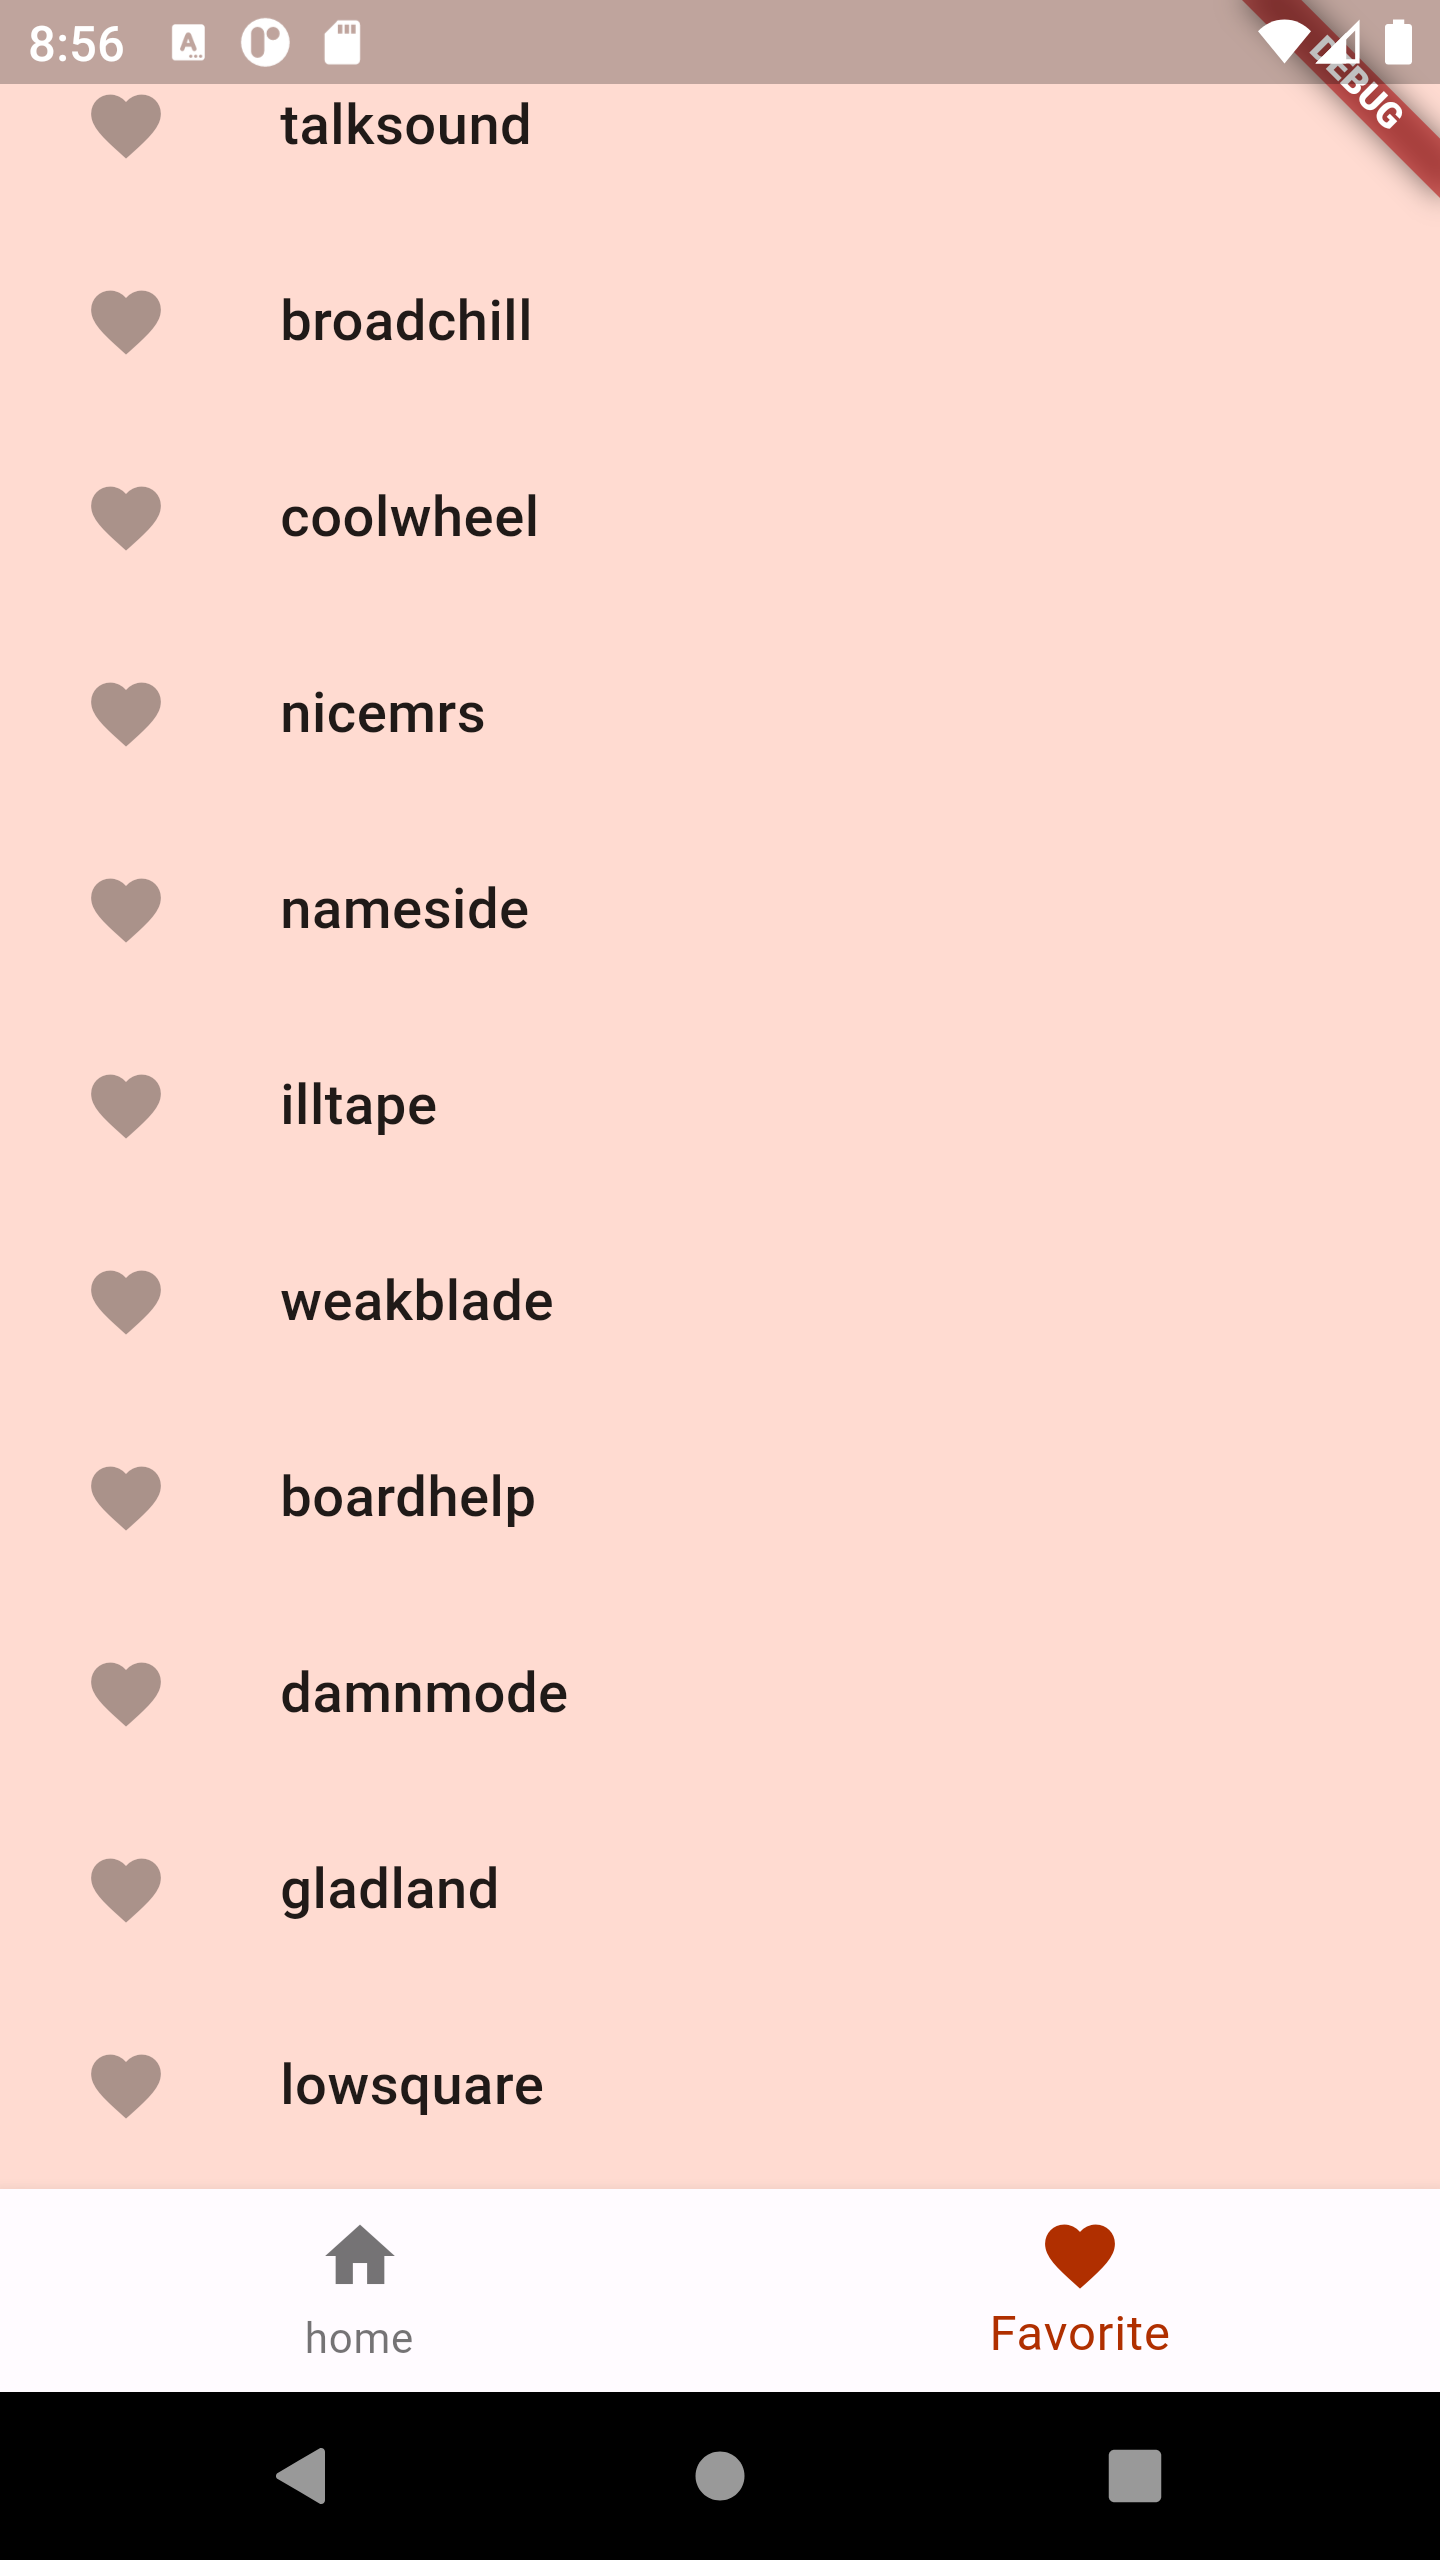 8:56
DEBUG
talksound
broadchill
coolwheel
nicemrs
nameside
illtape
weakblade
boardhelp
damnmode
gladland
lowsquare
home
Favorite